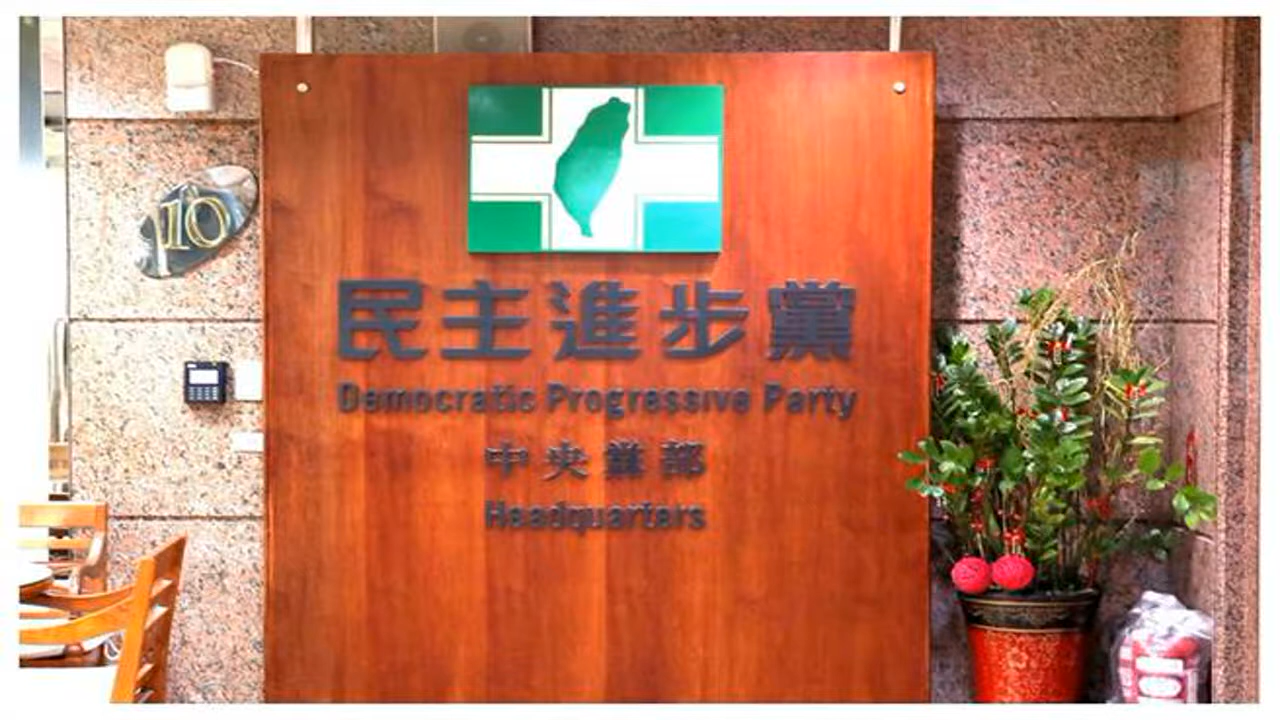 10
民主進步黨
Democratic Progressive Party
中央黨部
Headquarters